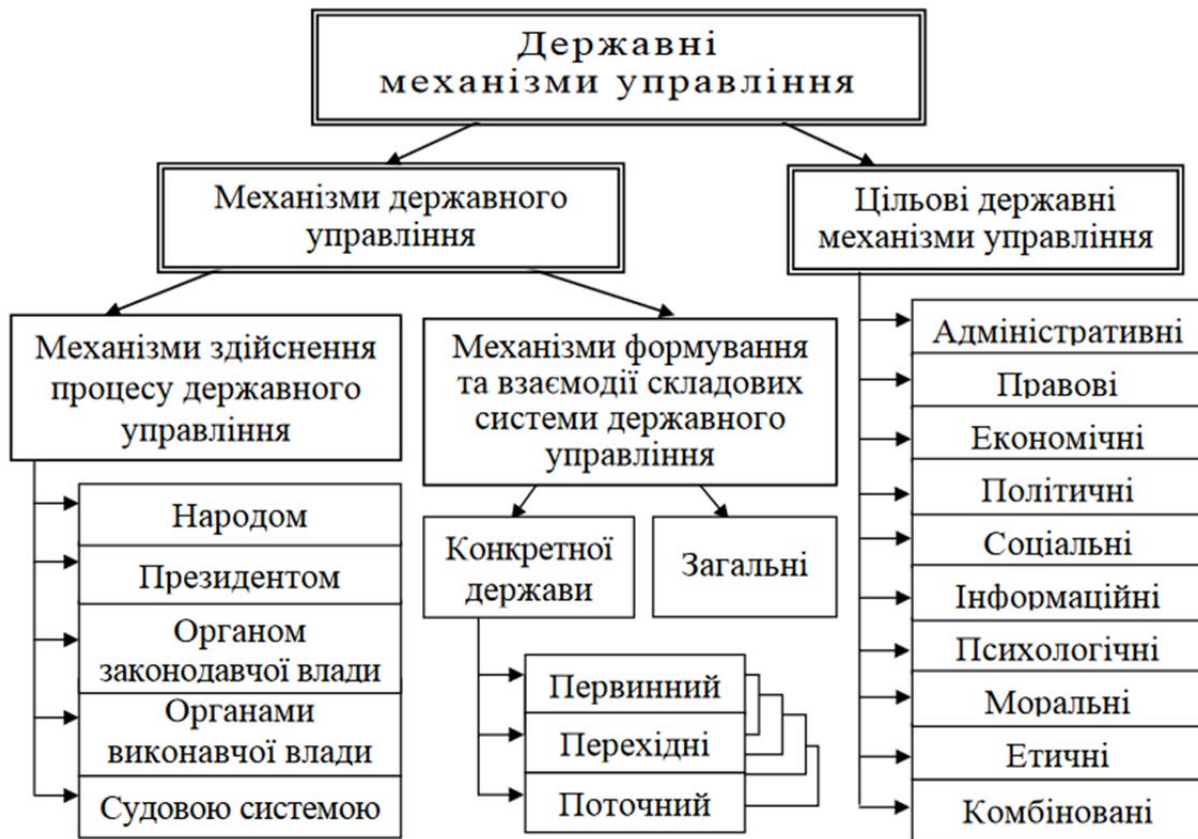 Державні
механізми управління
Механізми державного
управління
Цільові державні
механізми управління
Механізми здійснення
процесу державного
управління
Народом
Президентом
Органом
законодавчої влади
Органами
виконавчої влади
Судовою системою
Механізми формування
та взаємодії складових
системи державного
управління
Конкретної
держави
Загальні
Первинний
Перехідні
Поточний
Адміністративні
Правові
Економічні
Політичні
Соціальні
Інформаційні
Психологічні
Моральні
Етичні
Комбіновані